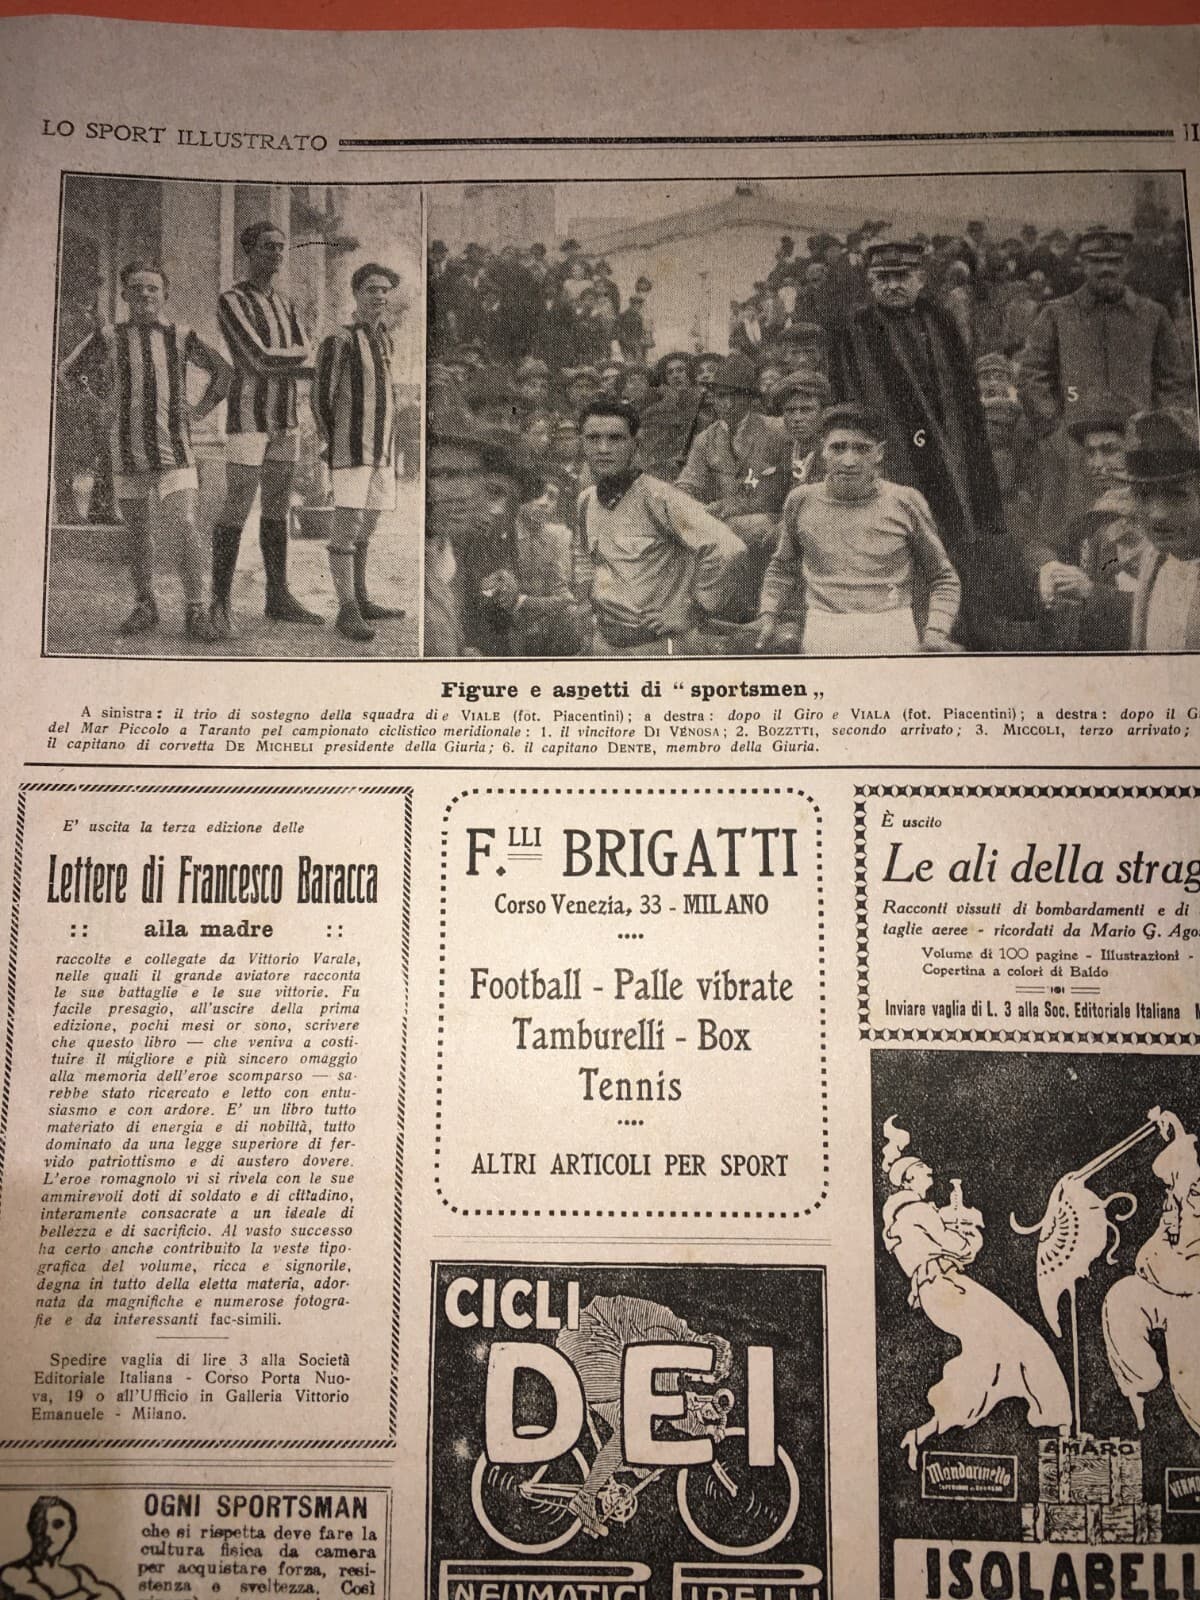 LO SPORT ILLUSTRATO
4
5
6
5
1
2
Figure e aspetti di “ sportsmen „
A sinistra: il trio di sostegno della squadra di e VIALE (fot. Piacentini); a destra: dopo il Giro e VIALA (fot. Piacentini); a destra: dopo il
del Mar Piccolo a Taranto pel campionato ciclistico meridionale: 1. il vincitore DI VENOSA; 2. BOZZTTI, secondo arrivato; 3. MICCOLI, terzo arrivato;
il capitano di corvetta DE MICHELI presidente della Giuria; 6. il capitano DENTE, membro della Giuria.
E' uscita la terza edizione delle
Lettere di Francesco Baracca
:: alla madre ::
raccolte e collegate da Vittorio Varale,
nelle quali il grande aviatore racconta
le sue battaglie e le sue vittorie. Fu
facile presagio, all'uscire della prima
edizione, pochi mesi or sono, scrivere
che questo libro — che veniva a costi-
tuire il migliore e più sincero omaggio
alla memoria dell'eroe scomparso — sa-
rebbe stato ricercato e letto con entu-
siasmo e con ardore. E' un libro tutto
materiato di energia e di nobiltà, tutto
dominato da una legge superiore di fer-
vido patriottismo e di austero dovere.
L'eroe romagnolo vi si rivela con le sue
ammirevoli doti di soldato e di cittadino,
interamente consacrate a un ideale di
bellezza e di sacrificio. Al vasto successo
ha certo anche contribuito la veste tipo-
grafica del volume, ricca e signorile,
degna in tutto della eletta materia, ador-
nata da magnifiche e numerose fotogra-
fie e da interessanti fac-simili.
Spedire vaglia di lire 3 alla Società
Editoriale Italiana - Corso Porta Nuo-
va, 19 o all'Ufficio in Galleria Vittorio
Emanuele - Milano.
OGNI SPORTSMAN
che si rispetta deve fare la
cultura fisica da camera
per acquistare forza, resi-
stenza e sveltezza. Così
F.LLI BRIGATTI
Corso Venezia, 33 - MILANO
Football - Palle vibrate
Tamburelli - Box
Tennis
ALTRI ARTICOLI PER SPORT
CICLI
DEI
PNEUMATICI PIRELLI
È uscito
Le ali della strag
Racconti vissuti di bombardamenti e di
taglie aeree - ricordati da Mario G. Ago
Volume di 100 pagine - Illustrazioni -
Copertina a colori di Baldo
Inviare vaglia di L. 3 alla Soc. Editoriale Italiana
AMARO
Mandarinetto
ISOLABELL